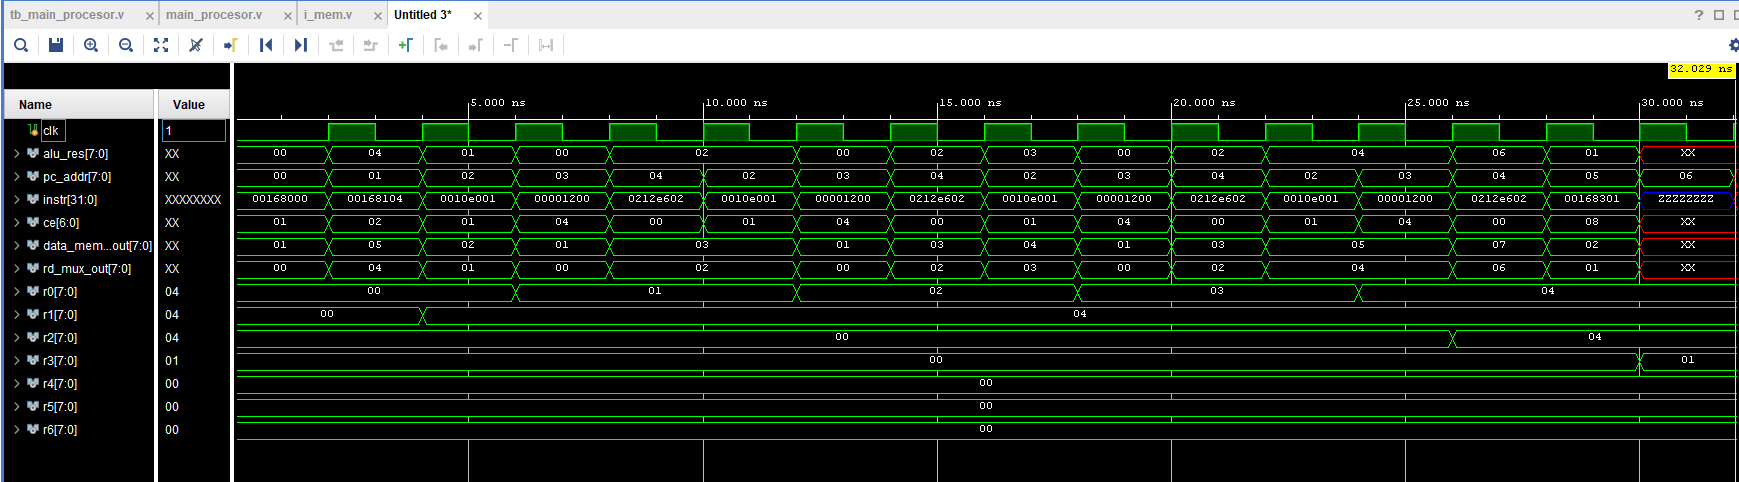 tb_main_procesor.v × main_procesor.v × i_mem.v × Untitled 3* × ?
32.029 ns
Name Value 5.000 ns 10.000 ns 15.000 ns 20.000 ns 25.000 ns 30.000 ns
clk 1
alu_res[7:0] XX 00 04 01 00 02 00 02 03 00 02 04 06 01 XX
pc_addr[7:0] XX 00 01 02 03 04 02 03 04 02 03 04 02 03 04 05 06
instr[31:0] XXXXXXXX 00168000 00168104 0010e001 00001200 0212e602 0010e001 00001200 0212e602 0010e001 00001200 0212e602 0010e001 00001200 0212e602 00168301 ZZZZZZZZ
ce[6:0] XX 01 02 01 04 00 01 04 00 01 04 00 01 04 00 08 XX
data_mem...out[7:0] XX 01 05 02 01 03 01 03 04 01 03 05 07 02 XX
rd_mux_out[7:0] XX 00 04 01 00 02 00 02 03 00 02 04 06 01 XX
r0[7:0] 04 00 01 02 03 04
r1[7:0] 04 00 04
r2[7:0] 04 00 04
r3[7:0] 01 00 01
r4[7:0] 00 00
r5[7:0] 00 00
r6[7:0] 00 00